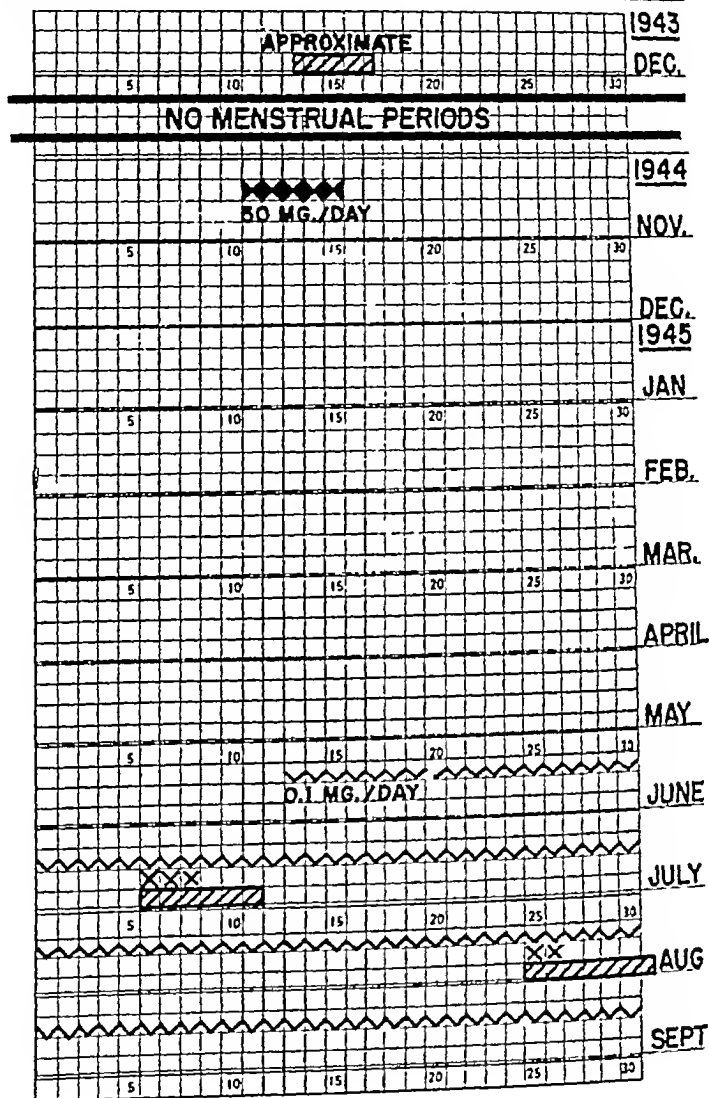 1943
APPROXIMATE
DEC.
5 10 15 20 25 30
NO MENSTRUAL PERIODS
1944
50 MG./DAY
NOV.
5 10 15 20 25 30
DEC.
1945
JAN
5 10 15 20 25 30
FEB.
MAR.
5 10 15 20 25 30
APRIL
MAY
5 10 15 20 25 30
0.1 MG./DAY
JUNE
JULY
5 10 15 20 25 30
AUG
SEPT
5 10 15 20 30